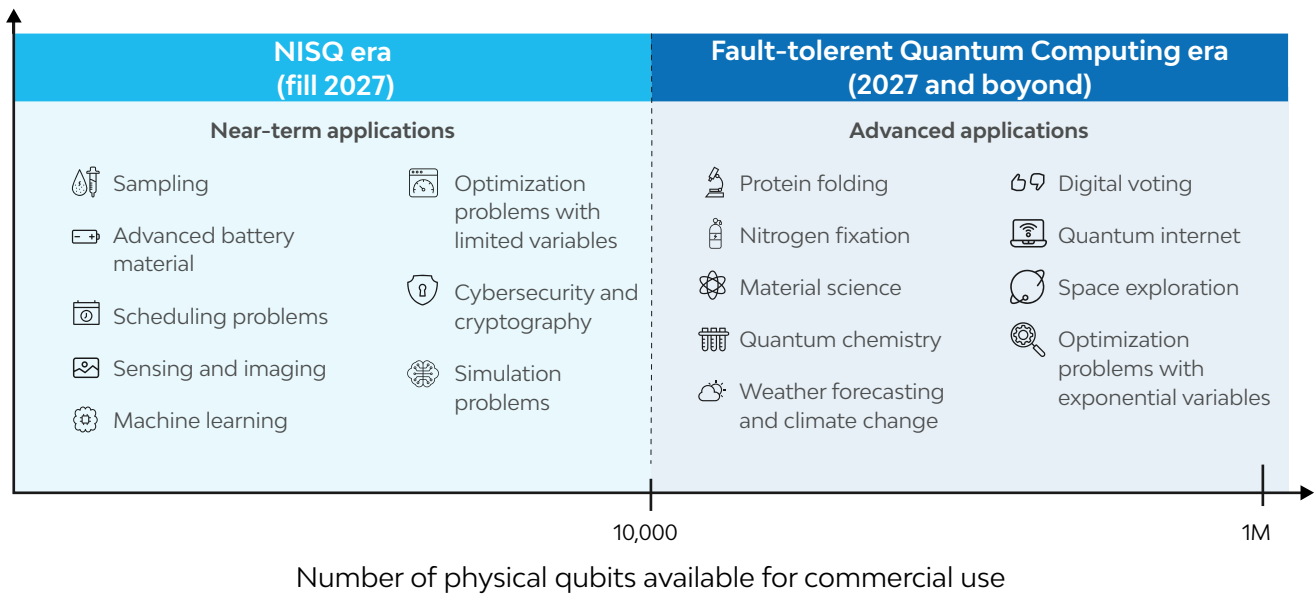 NISQ era
(fill 2027)
Near-term applications
Sampling
Advanced battery
material
Scheduling problems
Sensing and imaging
Machine learning
Optimization
problems with
limited variables
Cybersecurity and
cryptography
Simulation
problems
Fault-tolerent Quantum Computing era
(2027 and boyond)
Advanced applications
Protein folding
Nitrogen fixation
Material science
Quantum chemistry
Weather forecasting
and climate change
Digital voting
Quantum internet
Space exploration
Optimization
problems with
exponential variables
10,000
1M
Number of physical qubits available for commercial use